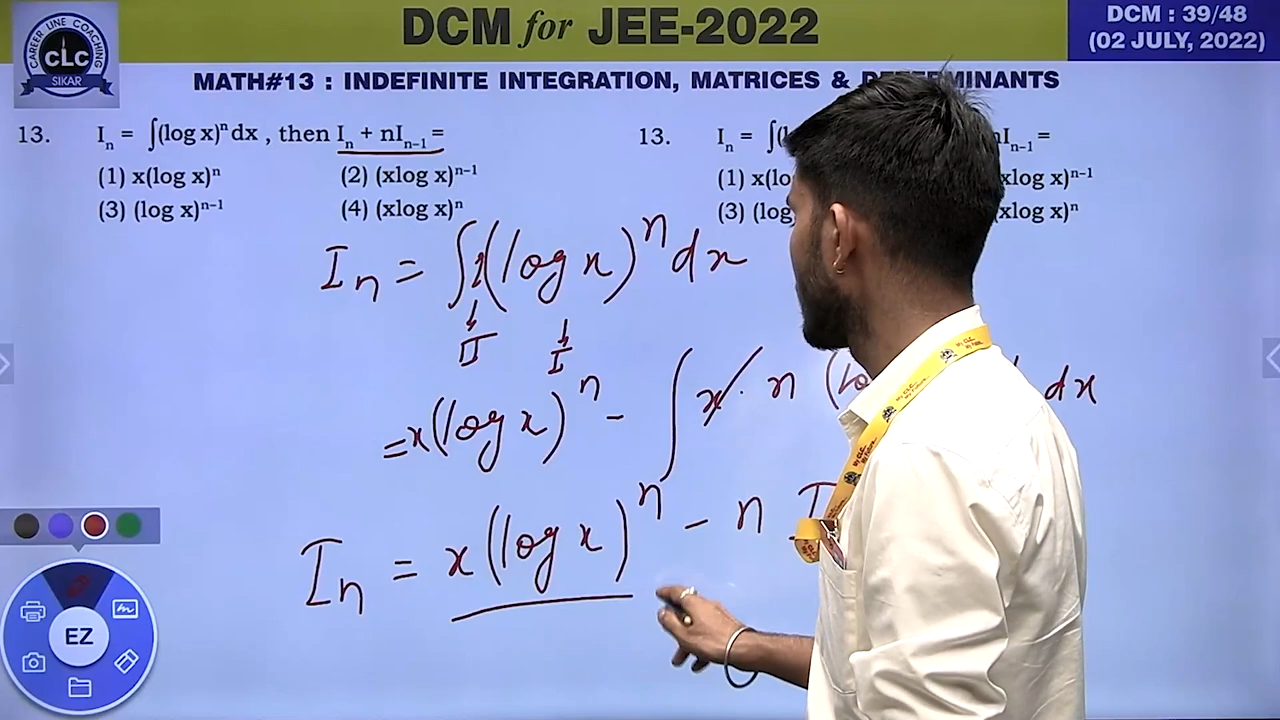 CAREER LINE COACHING
CLC
SIKAR
DCM for JEE-2022
DCM : 39/48
(02 JULY, 2022)
MATH#13 : INDEFINITE INTEGRATION, MATRICES & DETERMINANTS
13. Iₙ = ∫(log x)ⁿ dx , then Iₙ + nIₙ₋₁ =
(1) x(log x)ⁿ (2) (xlog x)ⁿ⁻¹
(3) (log x)ⁿ⁻¹ (4) (xlog x)ⁿ
13. Iₙ = ∫(l nIₙ₋₁ =
(1) x(lo xlog x)ⁿ⁻¹
(3) (log xlog x)ⁿ
Iₙ = ∫1(log x)ⁿ dx
II I
= x(log x)ⁿ - ∫ x · n (lo dx
Iₙ = x(log x)ⁿ - n I
EZ